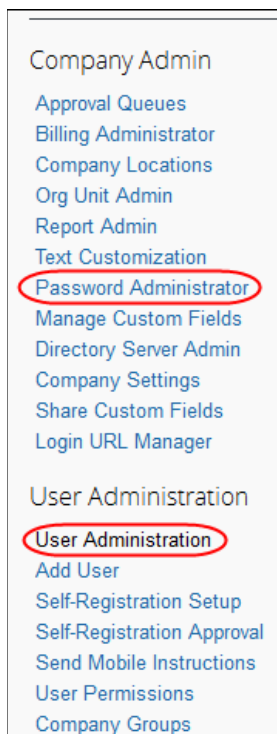 Company Admin
Approval Queues
Billing Administrator
Company Locations
Org Unit Admin
Report Admin
Text Customization
Password Administrator
Manage Custom Fields
Directory Server Admin
Company Settings
Share Custom Fields
Login URL Manager
User Administration
User Administration
Add User
Self-Registration Setup
Self-Registration Approval
Send Mobile Instructions
User Permissions
Company Groups